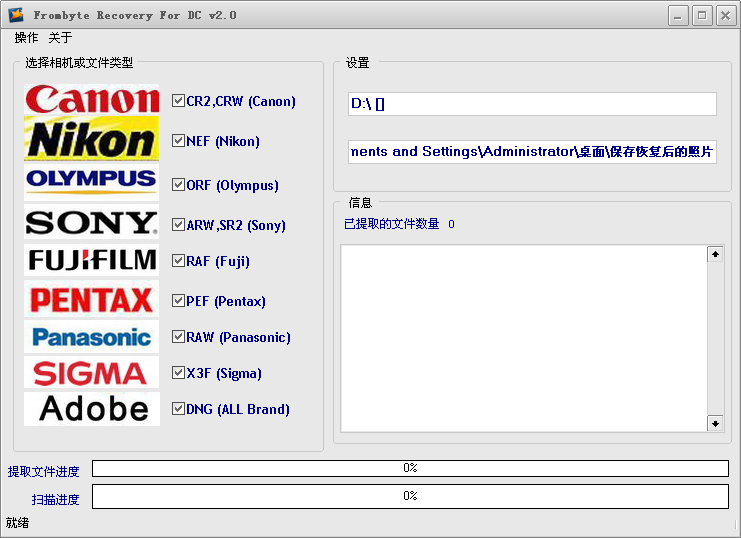 Frombyte Recovery For DC v2.0
操作 关于
选择相机或文件类型
Canon
CR2,CRW (Canon)
Nikon
NEF (Nikon)
OLYMPUS
ORF (Olympus)
SONY
ARW,SR2 (Sony)
FUJIFILM
RAF (Fuji)
PENTAX
PEF (Pentax)
Panasonic
RAW (Panasonic)
SIGMA
X3F (Sigma)
Adobe
DNG (ALL Brand)
设置
D:\ []
nents and Settings\Administrator\桌面\保存恢复后的照片
信息
已提取的文件数量 0
提取文件进度 0%
扫描进度 0%
就绪